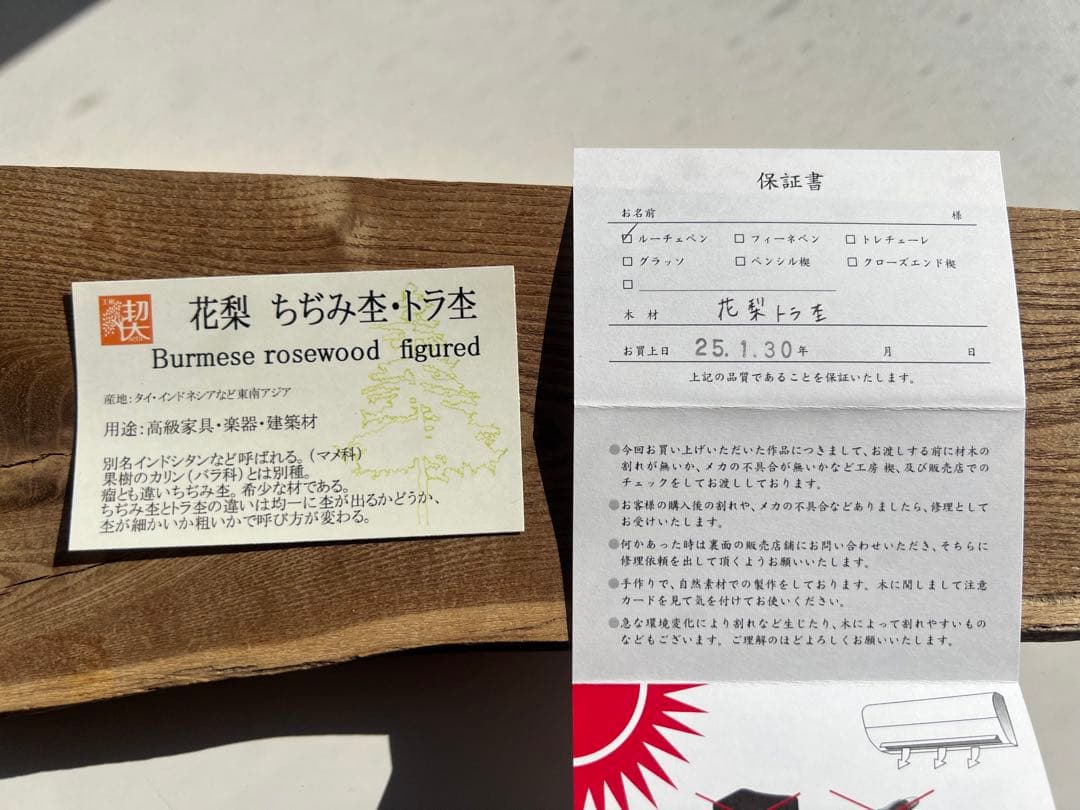 花梨 ちぢみ杢・トラ杢
Burmese rosewood figured
産地：タイ・インドネシアなど東南アジア
用途：高級家具・楽器・建築材
別名インドシタンなど呼ばれる。（マメ科）
果樹のカリン（バラ科）とは別種。
瘤とも違いちぢみ杢。希少な材である。
ちぢみ杢とトラ杢の違いは均一に杢が出るかどうか、
杢が細かいか粗いかで呼び方が変わる。
保証書
お名前 様
☑ ルーチェペン □ フィーネペン □ トレチェーレ
□ グラッソ □ ペンシル楔 □ クローズエンド楔
□
木材 花梨トラ杢
お買上日 25.1.30年 月 日
上記の品質であることを保証いたします。
●今回お買い上げいただいた作品につきまして、お渡しする前に材木の
割れが無いか、メカの不具合が無いかなど工房 楔、及び販売店での
チェックをしてお渡ししております。
●お客様の購入後の割れや、メカの不具合などありましたら、修理として
お受けいたします。
●何かあった時は裏面の販売店舗にお問い合わせいただき、そちらに
修理依頼を出して頂くようお願いいたします。
●手作りで、自然素材での製作をしております。木に関しまして注意
カードを見て気を付けてお使いください。
●急な環境変化により割れなど生じたり、木によって割れやすいもの
などもございます。ご理解のほどよろしくお願いいたします。